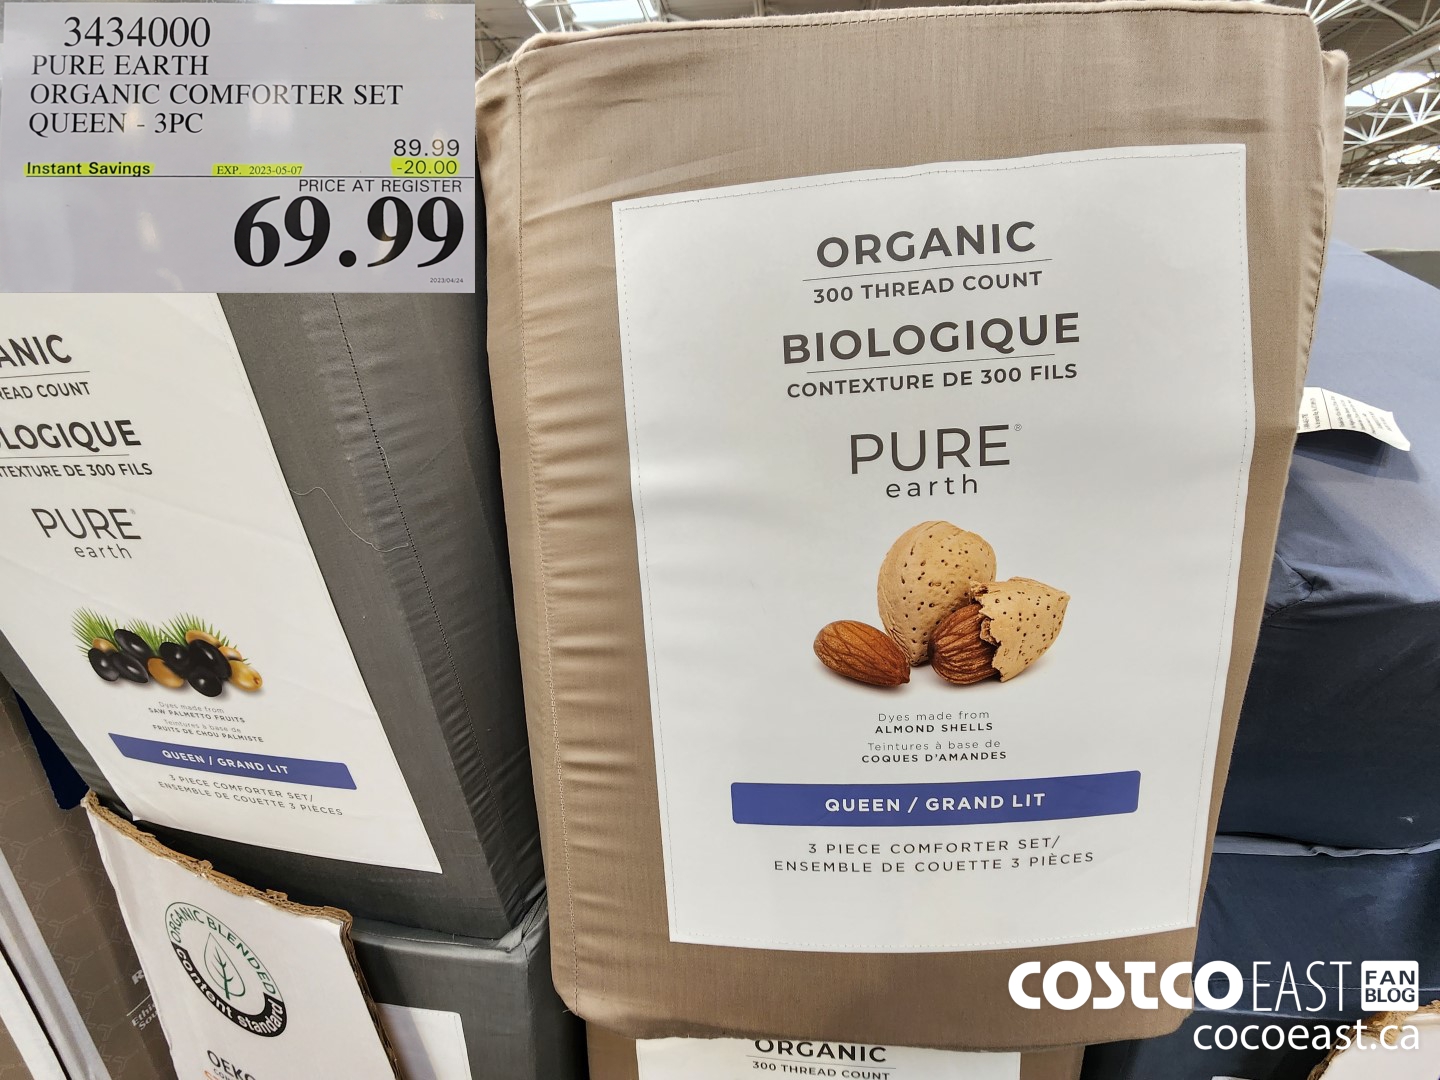 3434000
PURE EARTH
ORGANIC COMFORTER SET
QUEEN - 3PC
89.99
Instant Savings EXP. 2023-05-07 -20.00
PRICE AT REGISTER
69.99
2023/04/24
ORGANIC
300 THREAD COUNT
BIOLOGIQUE
CONTEXTURE DE 300 FILS
PURE®
earth
Dyes made from
ALMOND SHELLS
Teintures à base de
COQUES D'AMANDES
QUEEN / GRAND LIT
3 PIECE COMFORTER SET/
ENSEMBLE DE COUETTE 3 PIÈCES
ANIC
READ COUNT
LOGIQUE
TEXTURE DE 300 FILS
PURE
earth
Dyes made from
SAW PALMETTO FRUITS
Teintures à base de
FRUITS DE CHOU PALMISTE
QUEEN / GRAND LIT
3 PIECE COMFORTER SET/
ENSEMBLE DE COUETTE 3 PIÈCES
ORGANIC BLENDED
content standard
ORGANIC
300 THREAD COUNT
COSTCO EAST FAN
BLOG
cocoeast.ca